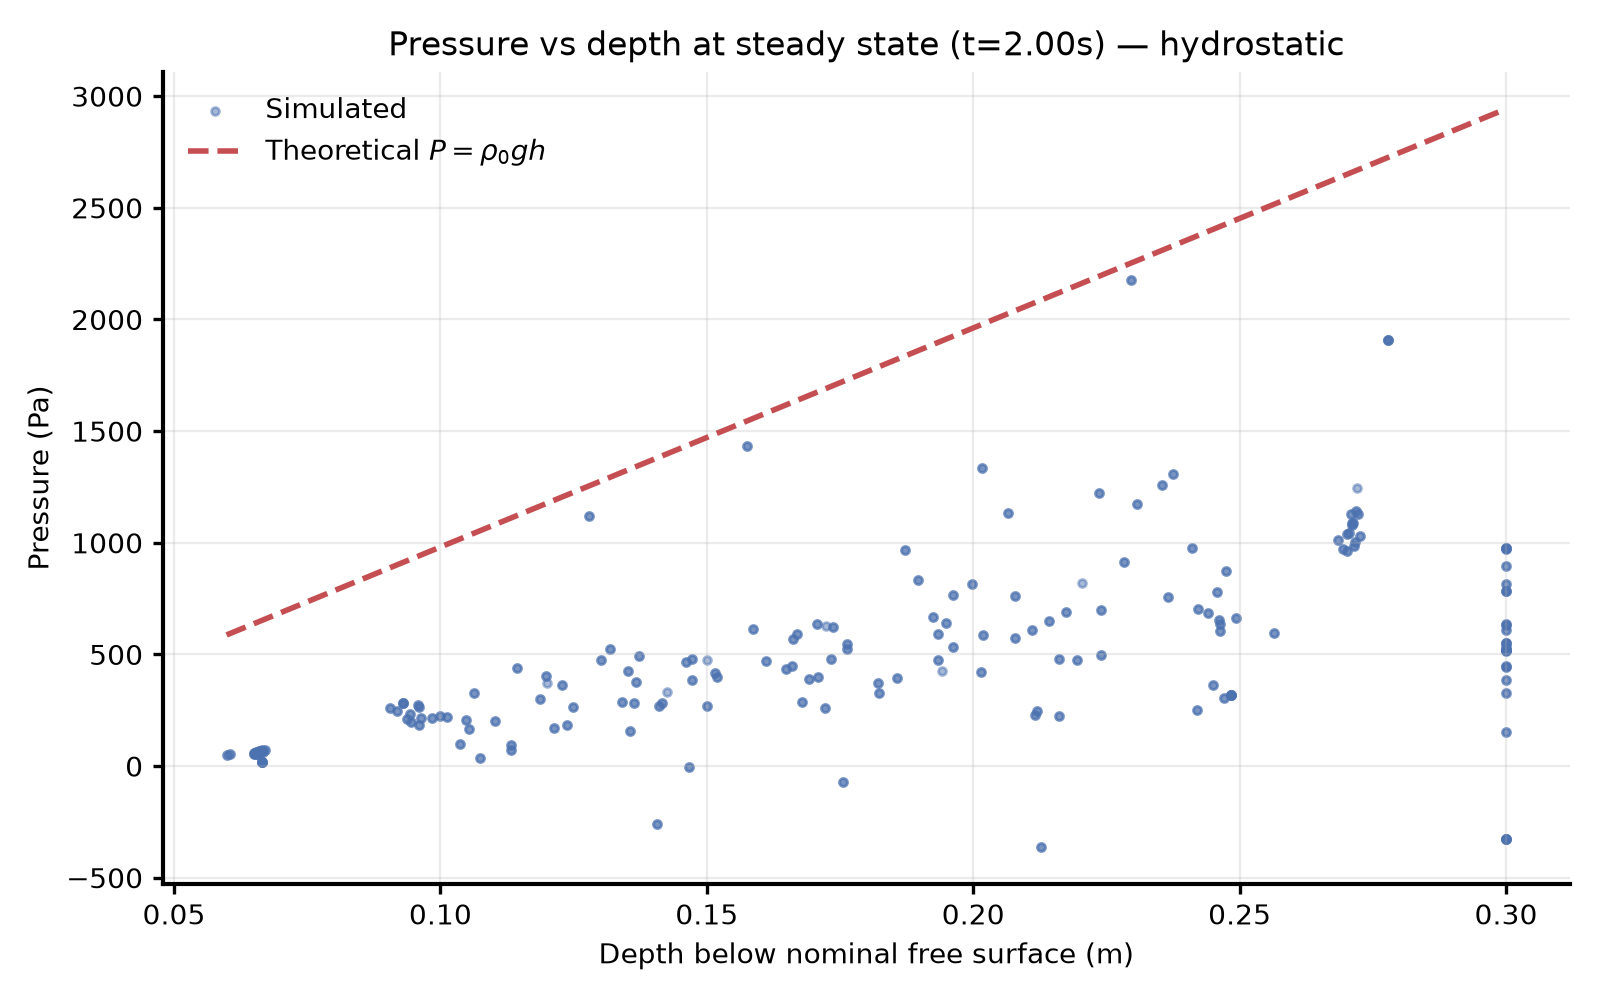 Pressure vs depth at steady state (t=2.00s) — hydrostatic
Simulated
Theoretical P = ρ₀gh
Pressure (Pa)
3000
2500
2000
1500
1000
500
0
−500
0.05 0.10 0.15 0.20 0.25 0.30
Depth below nominal free surface (m)